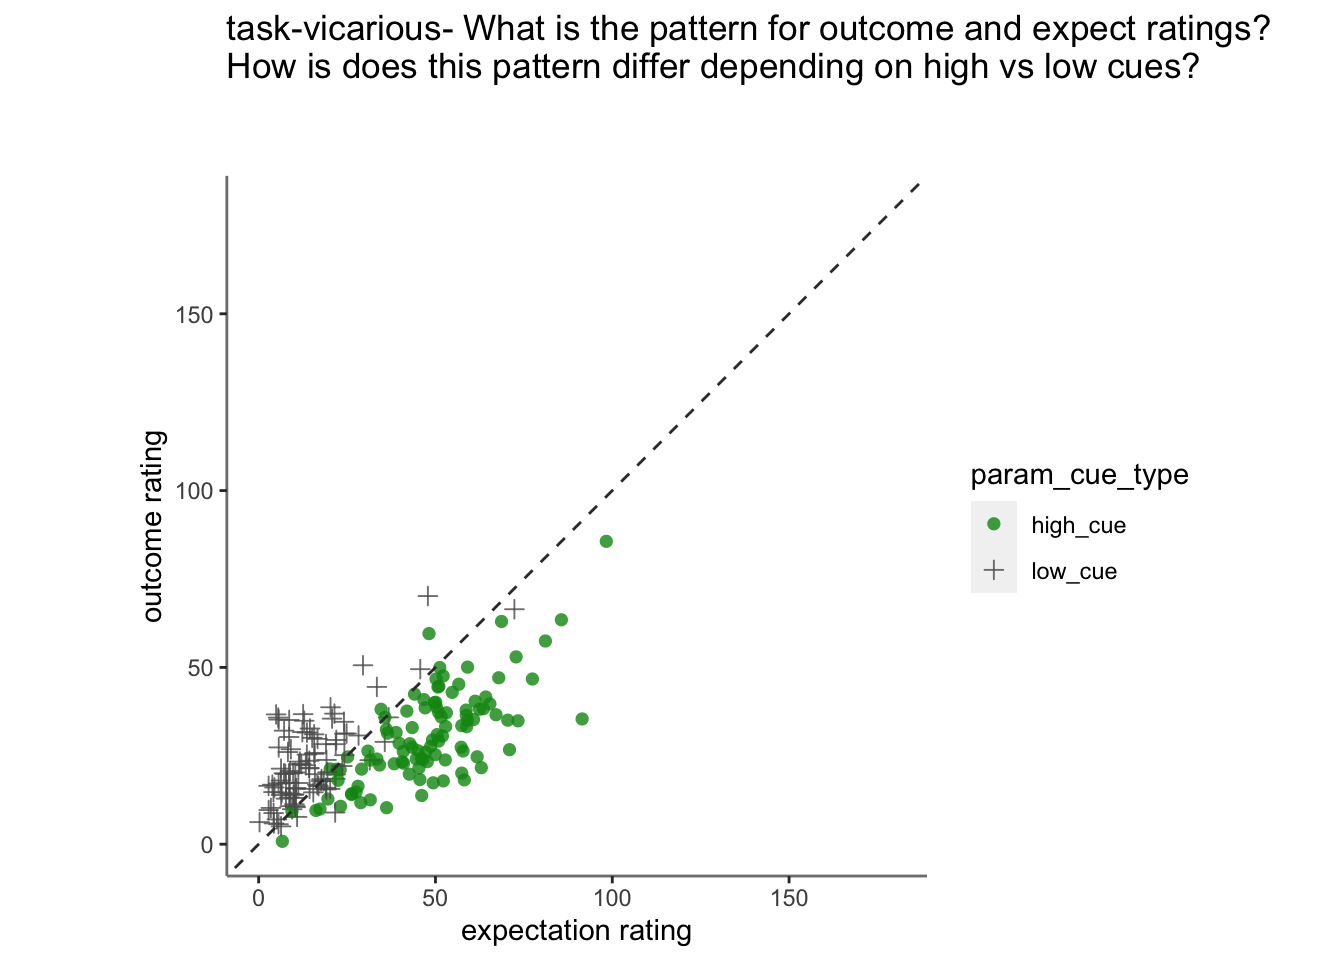 task-vicarious- What is the pattern for outcome and expect ratings?
How is does this pattern differ depending on high vs low cues?
150
100
50
0
outcome rating
0 50 100 150
expectation rating
param_cue_type
high_cue
low_cue